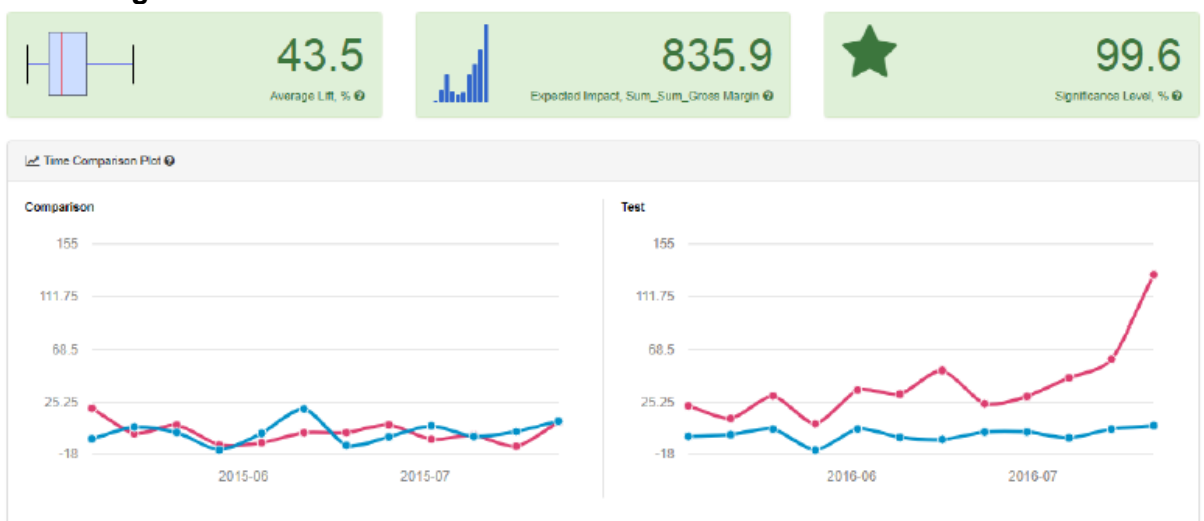 43.5
Average Lift, %
835.9
Expected Impact, Sum_Sum_Gross Margin
99.6
Significance Level, %
Time Comparison Plot
Comparison
155
111.75
68.5
25.25
-18
2015-06 2015-07
Test
155
111.75
68.5
25.25
-18
2016-06 2016-07